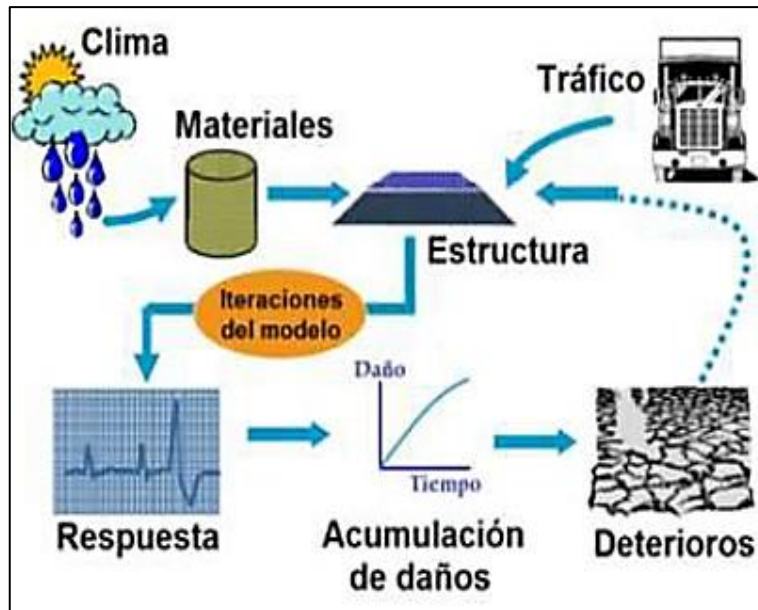 Clima
Tráfico
Materiales
Estructura
Iteraciones
del modelo
Daño
Tiempo
Respuesta
Acumulación
de daños
Deterioros